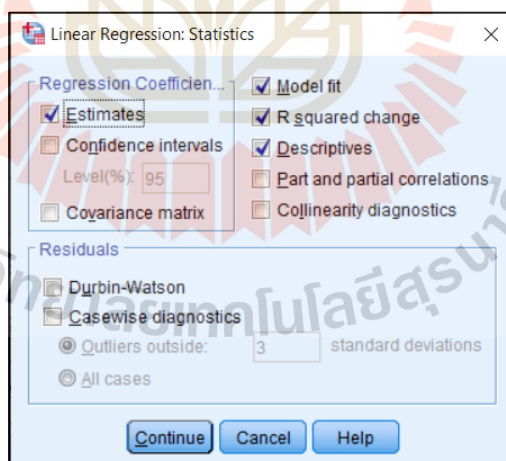 Linear Regression: Statistics
Regression Coefficien...
Estimates
Confidence intervals
Level(%): 95
Covariance matrix
Model fit
R squared change
Descriptives
Part and partial correlations
Collinearity diagnostics
Residuals
Durbin-Watson
Casewise diagnostics
Outliers outside: 3 standard deviations
All cases
Continue Cancel Help